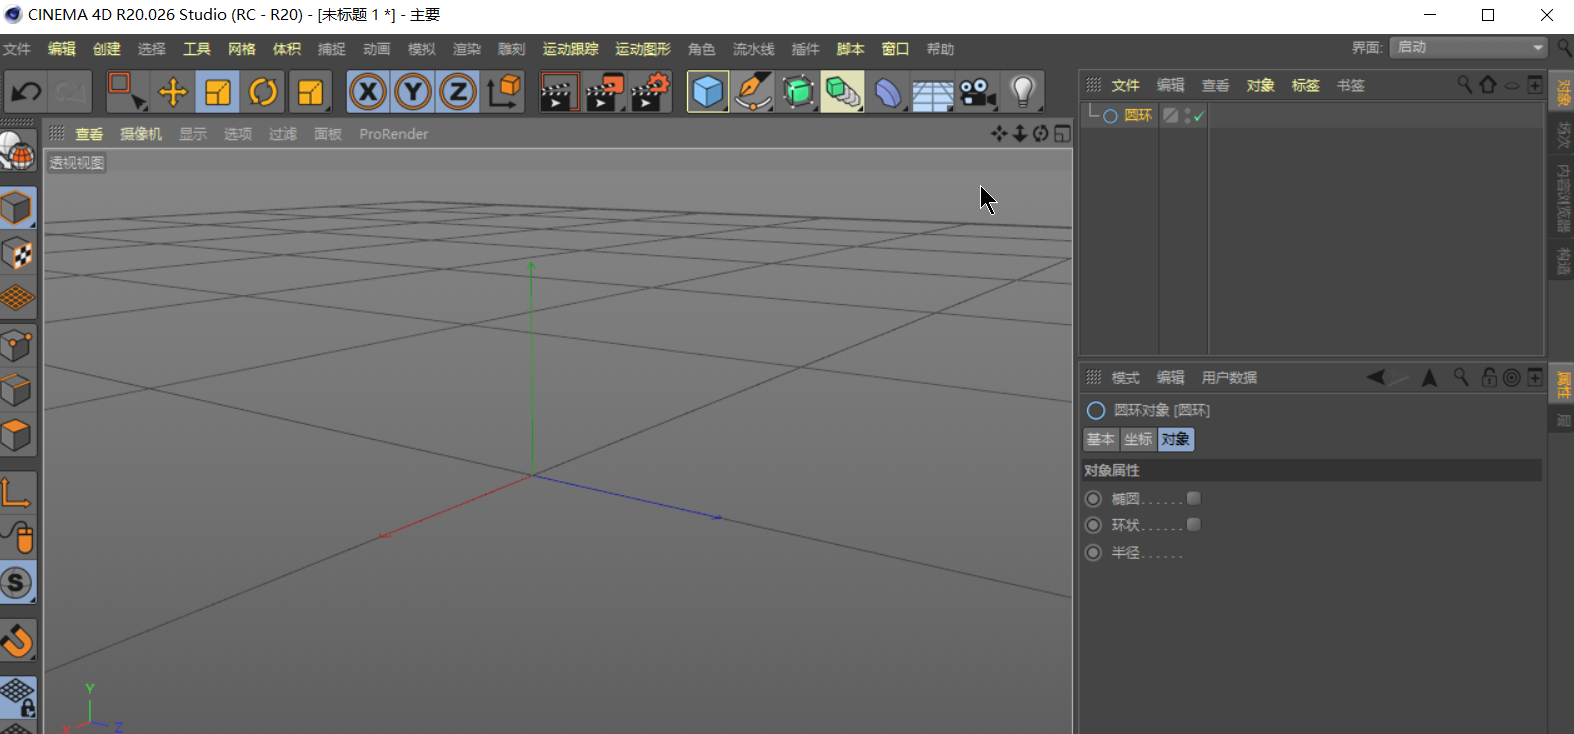 CINEMA 4D R20.026 Studio (RC - R20) - [未标题 1 *] - 主要
文件 编辑 创建 选择 工具 网格 体积 捕捉 动画 模拟 渲染 雕刻 运动跟踪 运动图形 角色 流水线 插件 脚本 窗口 帮助 界面: 启动
X Y Z
文件 编辑 查看 对象 标签 书签
圆环
对象
场次
内容浏览器
构造
查看 摄像机 显示 选项 过滤 面板 ProRender
透视视图
模式 编辑 用户数据
圆环对象 [圆环]
基本 坐标 对象
对象属性
椭圆......
环状......
半径......
属性
层
S
Y
X Z